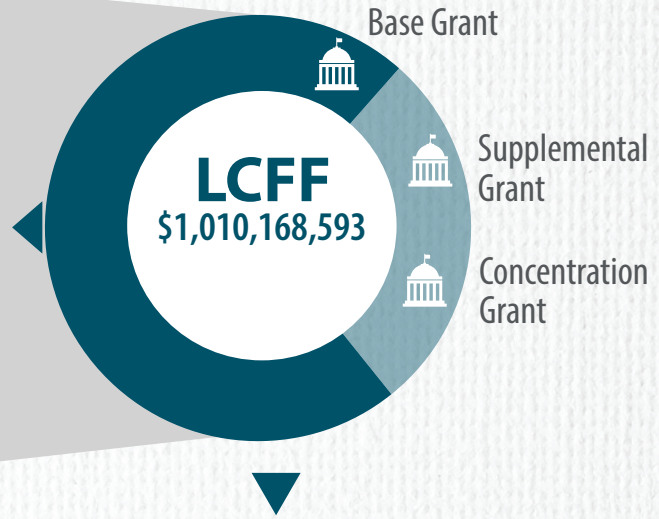 Base Grant
LCFF
$1,010,168,593
Supplemental
Grant
Concentration
Grant